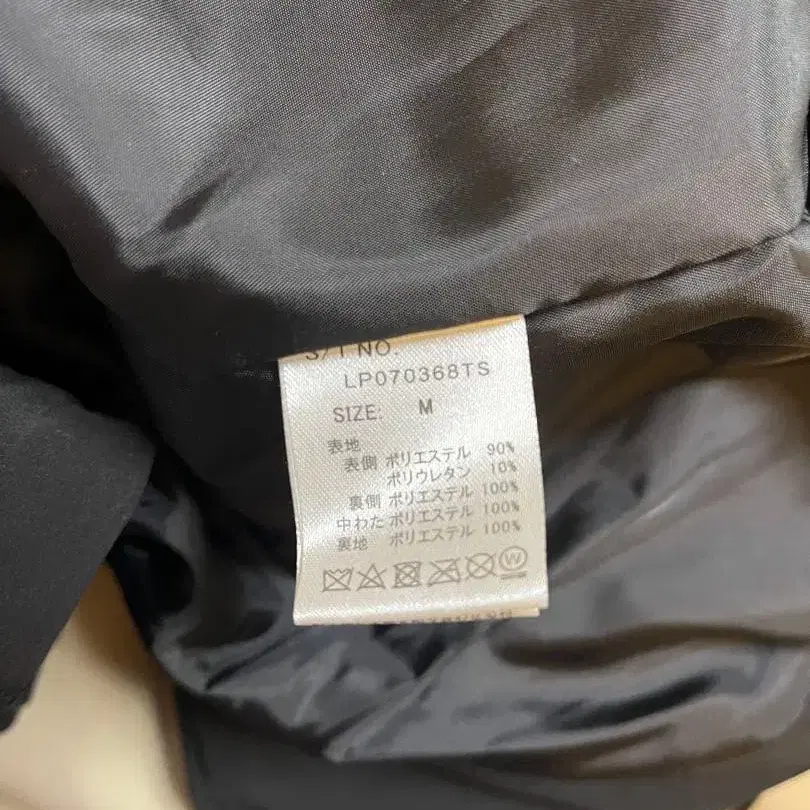 S/T NO.
LP070368TS
SIZE: M
表地
表側 ポリエステル 90%
ポリウレタン 10%
裏側 ポリエステル 100%
中わた ポリエステル 100%
裏地 ポリエステル 100%
W